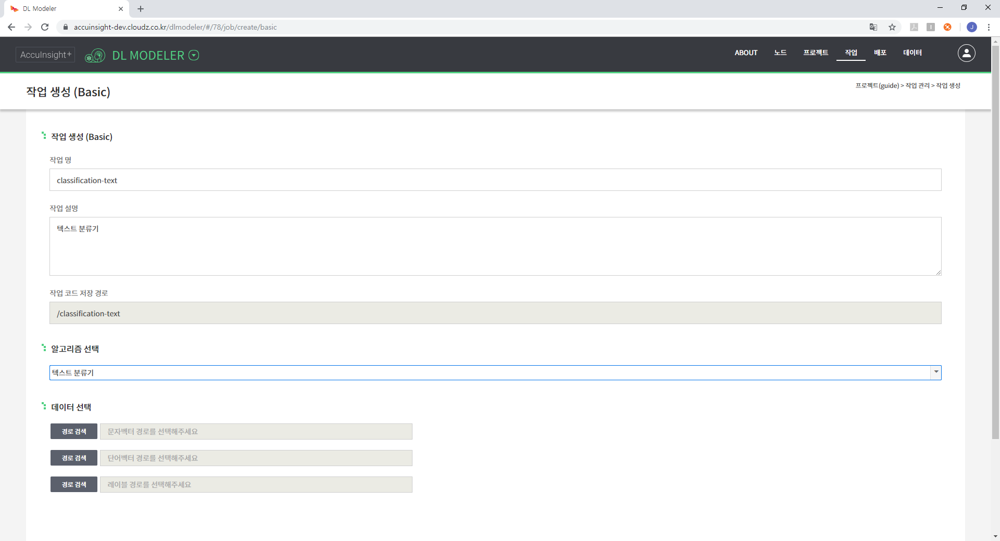 DL Modeler
accuinsight-dev.cloudz.co.kr/dlmodeler/#/78/job/create/basic
J
AccuInsight+
DL MODELER
ABOUT 노드 프로젝트 작업 배포 데이터
작업 생성 (Basic)
프로젝트(guide) > 작업 관리 > 작업 생성
작업 생성 (Basic)
작업 명
classification-text
작업 설명
텍스트 분류기
작업 코드 저장 경로
/classification-text
알고리즘 선택
텍스트 분류기
데이터 선택
경로 검색 문자벡터 경로를 선택해주세요
경로 검색 단어벡터 경로를 선택해주세요
경로 검색 레이블 경로를 선택해주세요